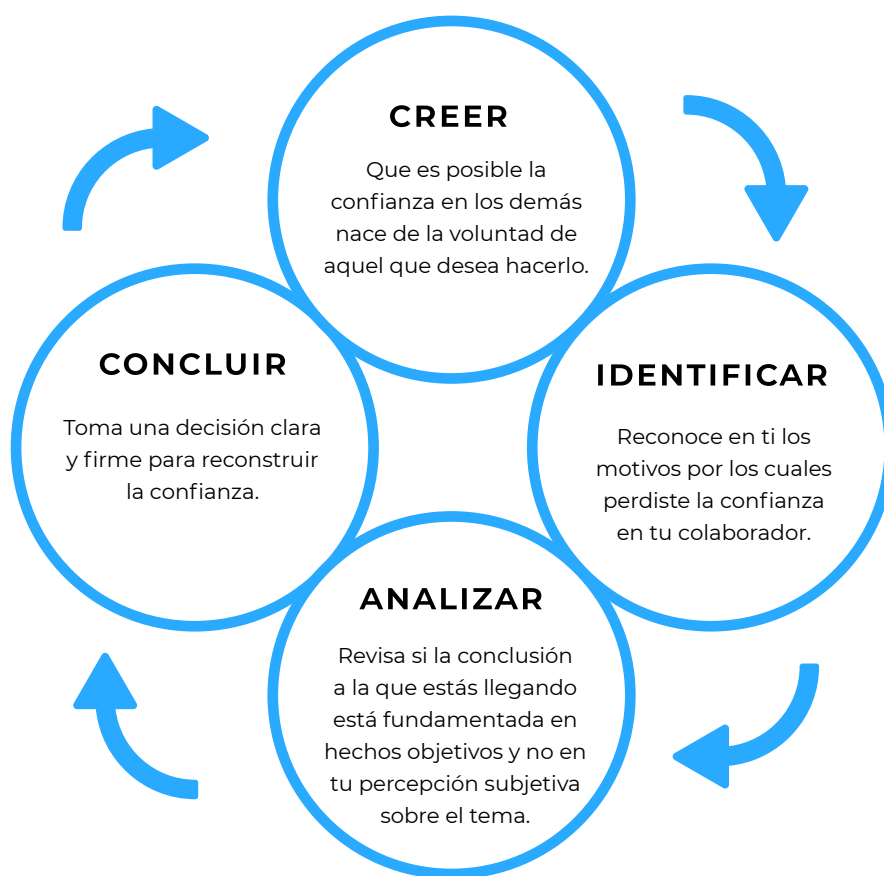 CREER
Que es posible la
confianza en los demás
nace de la voluntad de
aquel que desea hacerlo.
IDENTIFICAR
Reconoce en ti los
motivos por los cuales
perdiste la confianza
en tu colaborador.
ANALIZAR
Revisa si la conclusión
a la que estás llegando
está fundamentada en
hechos objetivos y no en
tu percepción subjetiva
sobre el tema.
CONCLUIR
Toma una decisión clara
y firme para reconstruir
la confianza.